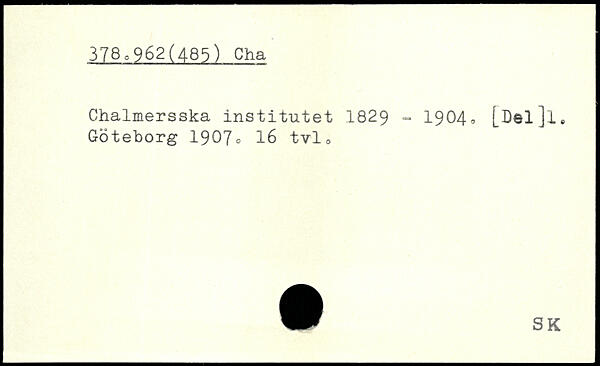 378.962(485) Cha
Chalmersska institutet 1829 - 1904. [Del]1.
Göteborg 1907. 16 tvl.
SK